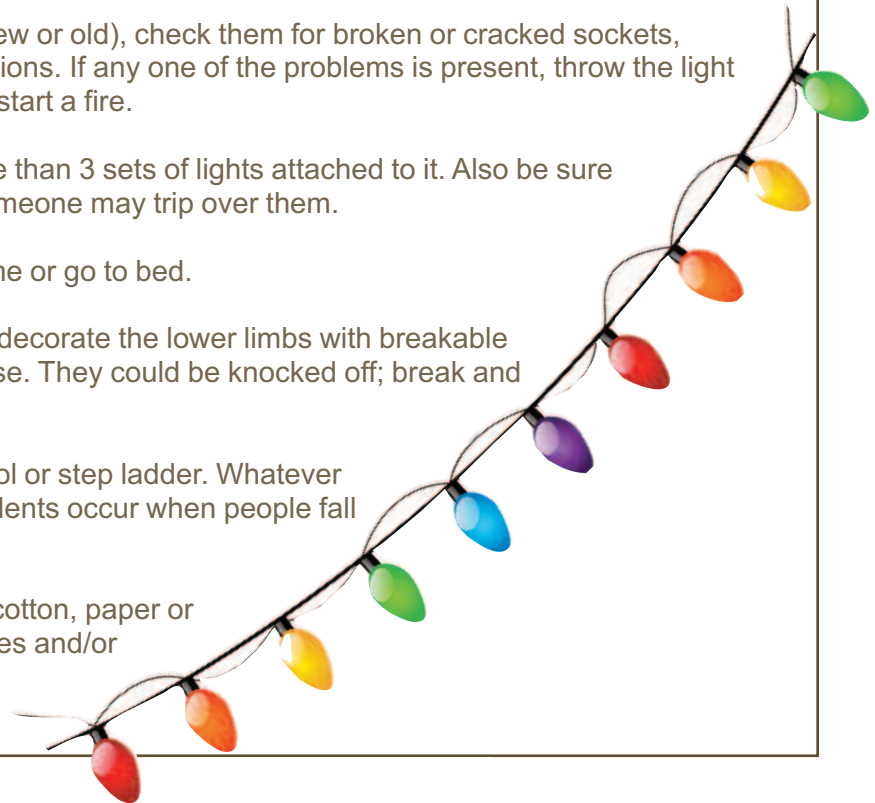 ew or old), check them for broken or cracked sockets,
tions. If any one of the problems is present, throw the light
start a fire.
e than 3 sets of lights attached to it. Also be sure
meone may trip over them.
ne or go to bed.
decorate the lower limbs with breakable
se. They could be knocked off; break and
ol or step ladder. Whatever
dents occur when people fall
cotton, paper or
es and/or